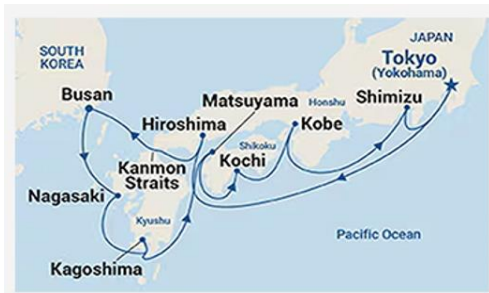 SOUTH
KOREA
JAPAN
Tokyo
(Yokohama)
Busan
Matsuyama
Honshu
Shimizu
Hiroshima
Kobe
Shikoku
Kochi
Kanmon
Straits
Nagasaki
Kyushu
Pacific Ocean
Kagoshima